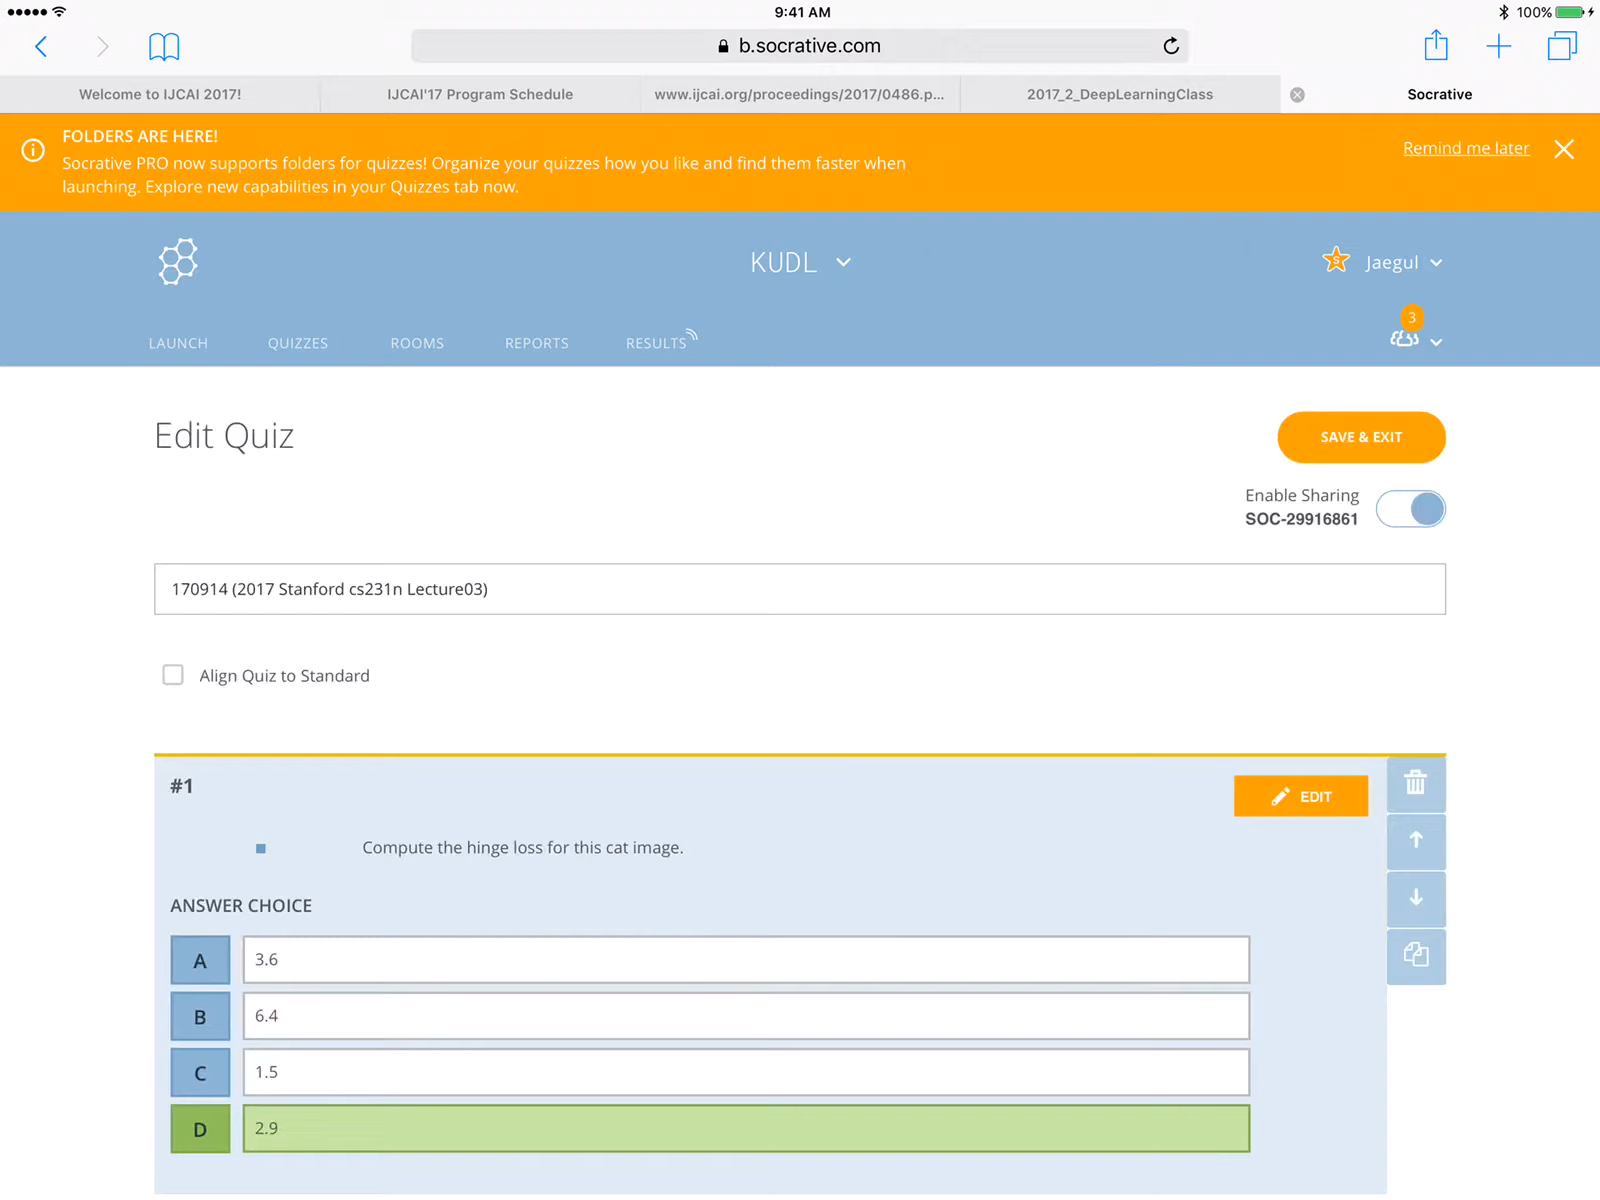 9:41 AM
100%
b.socrative.com
Welcome to IJCAI 2017!
IJCAI'17 Program Schedule
www.ijcai.org/proceedings/2017/0486.p...
2017_2_DeepLearningClass
Socrative
FOLDERS ARE HERE!
Socrative PRO now supports folders for quizzes! Organize your quizzes how you like and find them faster when
launching. Explore new capabilities in your Quizzes tab now.
Remind me later
KUDL
S
Jaegul
3
LAUNCH
QUIZZES
ROOMS
REPORTS
RESULTS
Edit Quiz
SAVE & EXIT
Enable Sharing
SOC-29916861
170914 (2017 Stanford cs231n Lecture03)
Align Quiz to Standard
#1
EDIT
Compute the hinge loss for this cat image.
ANSWER CHOICE
A 3.6
B 6.4
C 1.5
D 2.9